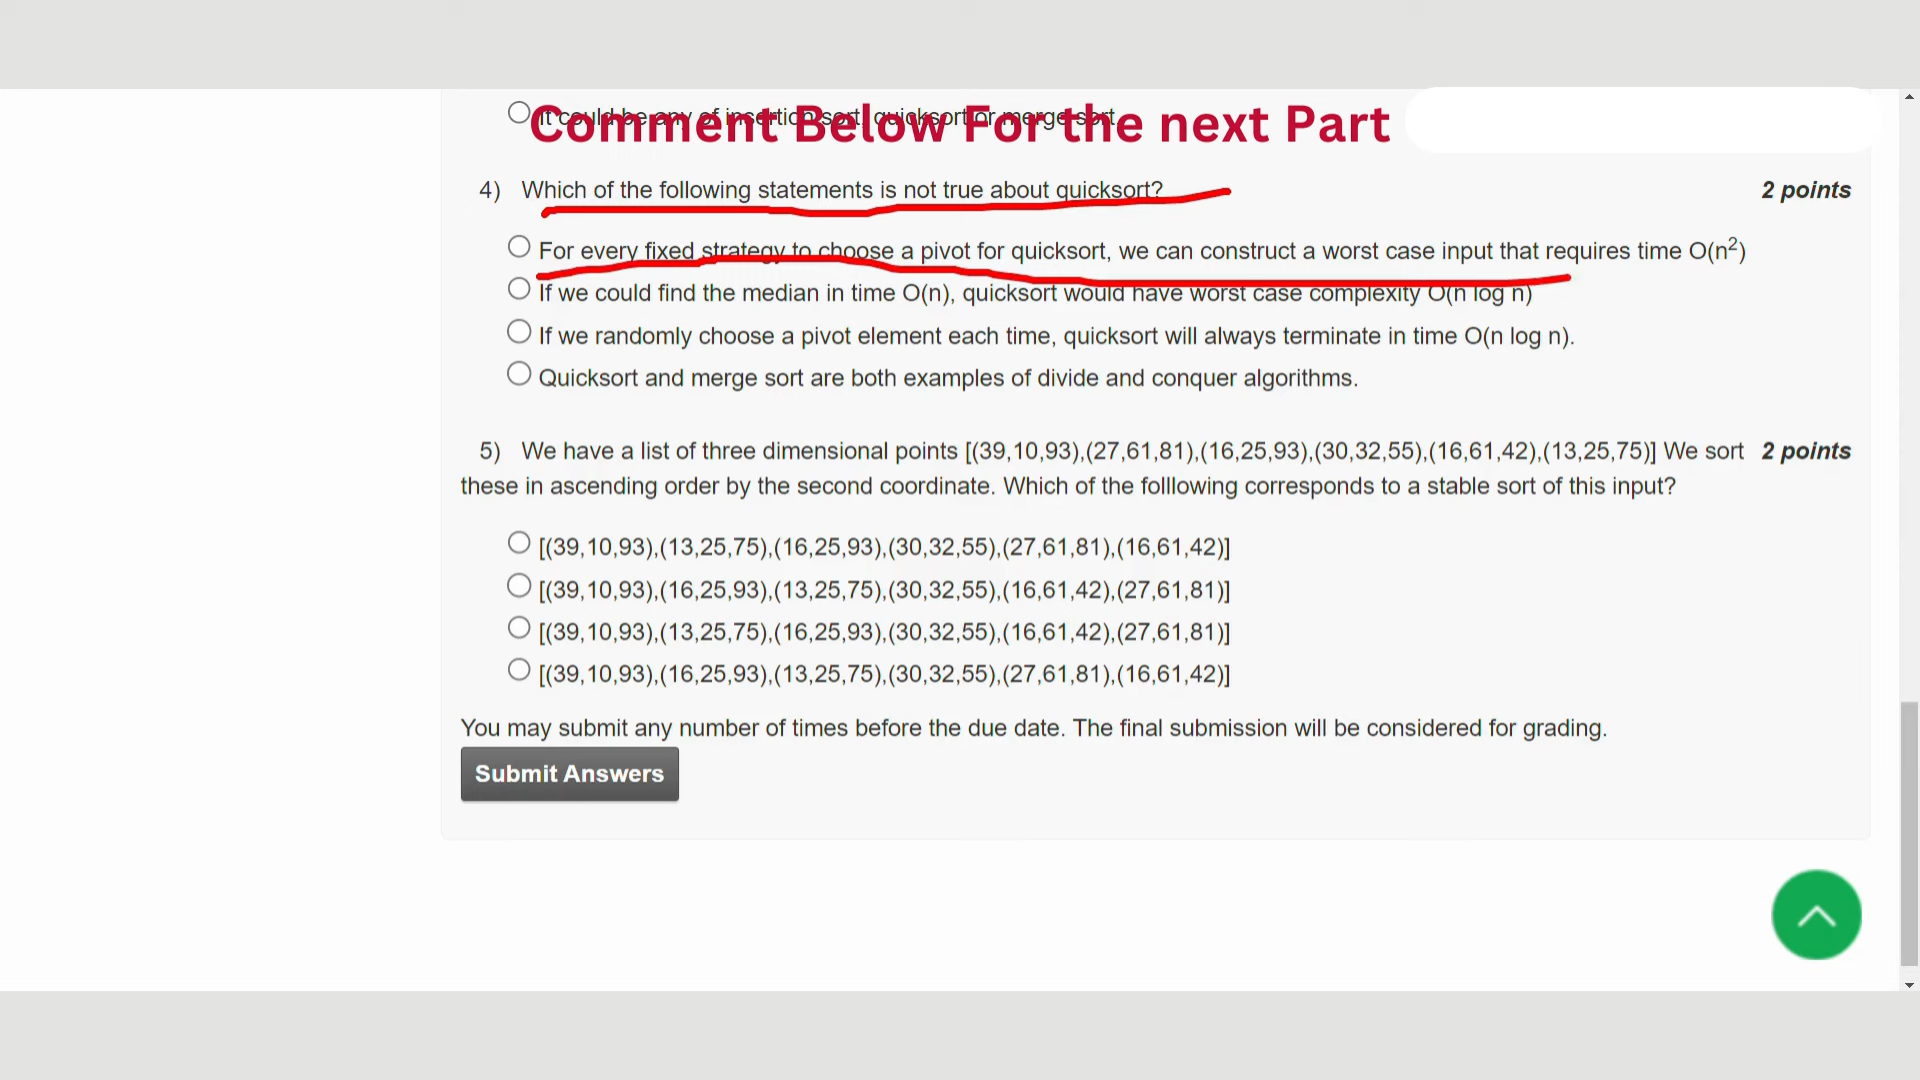 It could be any of insertion sort, quicksort or merge sort.
Comment Below For the next Part
4) Which of the following statements is not true about quicksort? 2 points
For every fixed strategy to choose a pivot for quicksort, we can construct a worst case input that requires time O(n²)
If we could find the median in time O(n), quicksort would have worst case complexity O(n log n)
If we randomly choose a pivot element each time, quicksort will always terminate in time O(n log n).
Quicksort and merge sort are both examples of divide and conquer algorithms.
5) We have a list of three dimensional points [(39,10,93),(27,61,81),(16,25,93),(30,32,55),(16,61,42),(13,25,75)] We sort 2 points
these in ascending order by the second coordinate. Which of the folllowing corresponds to a stable sort of this input?
[(39,10,93),(13,25,75),(16,25,93),(30,32,55),(27,61,81),(16,61,42)]
[(39,10,93),(16,25,93),(13,25,75),(30,32,55),(16,61,42),(27,61,81)]
[(39,10,93),(13,25,75),(16,25,93),(30,32,55),(16,61,42),(27,61,81)]
[(39,10,93),(16,25,93),(13,25,75),(30,32,55),(27,61,81),(16,61,42)]
You may submit any number of times before the due date. The final submission will be considered for grading.
Submit Answers